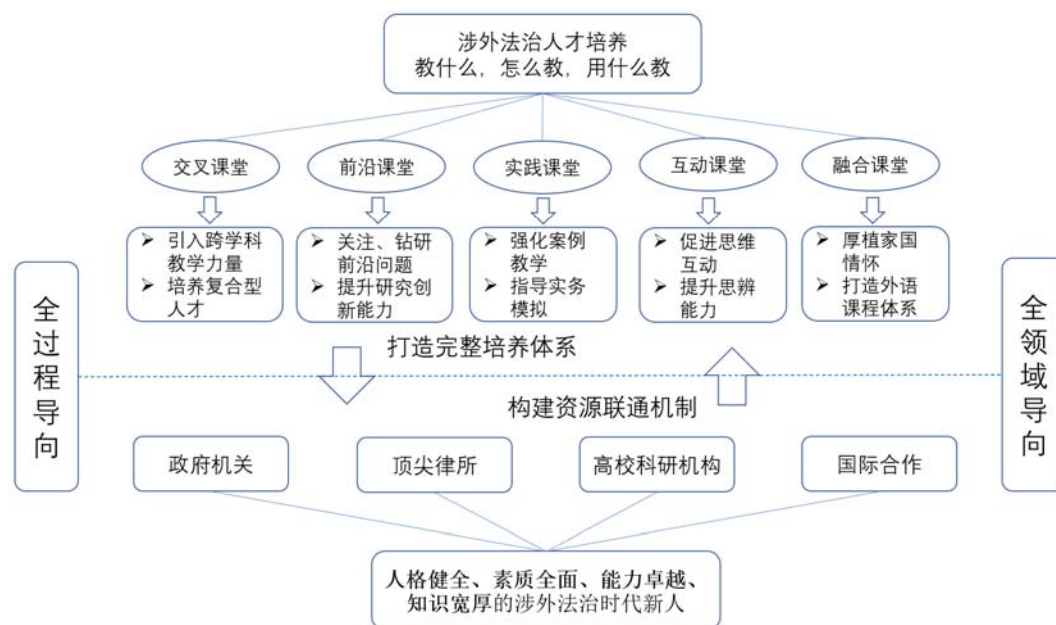 涉外法治人才培养
教什么，怎么教，用什么教
交叉课堂
前沿课堂
实践课堂
互动课堂
融合课堂
➢ 引入跨学科
教学力量
➢ 培养复合型
人才
➢ 关注、钻研
前沿问题
➢ 提升研究创
新能力
➢ 强化案例
教学
➢ 指导实务
模拟
➢ 促进思维
互动
➢ 提升思辨
能力
➢ 厚植家国
情怀
➢ 打造外语
课程体系
全过程导向
全领域导向
打造完整培养体系
构建资源联通机制
政府机关
顶尖律所
高校科研机构
国际合作
人格健全、素质全面、能力卓越、
知识宽厚的涉外法治时代新人